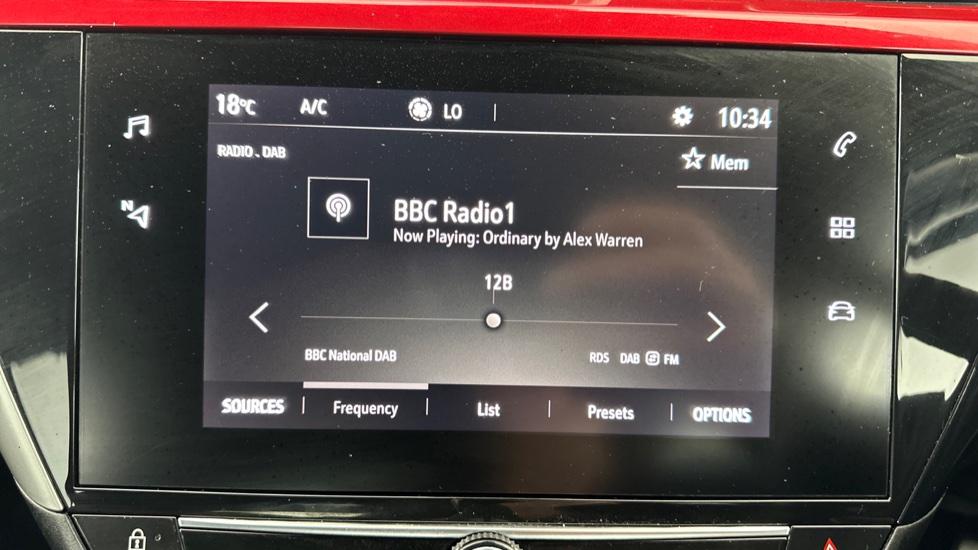 18°C A/C LO 10:34
RADIO . DAB
Mem
BBC Radio1
Now Playing: Ordinary by Alex Warren
12B
BBC National DAB RDS DAB FM
SOURCES Frequency List Presets OPTIONS
N